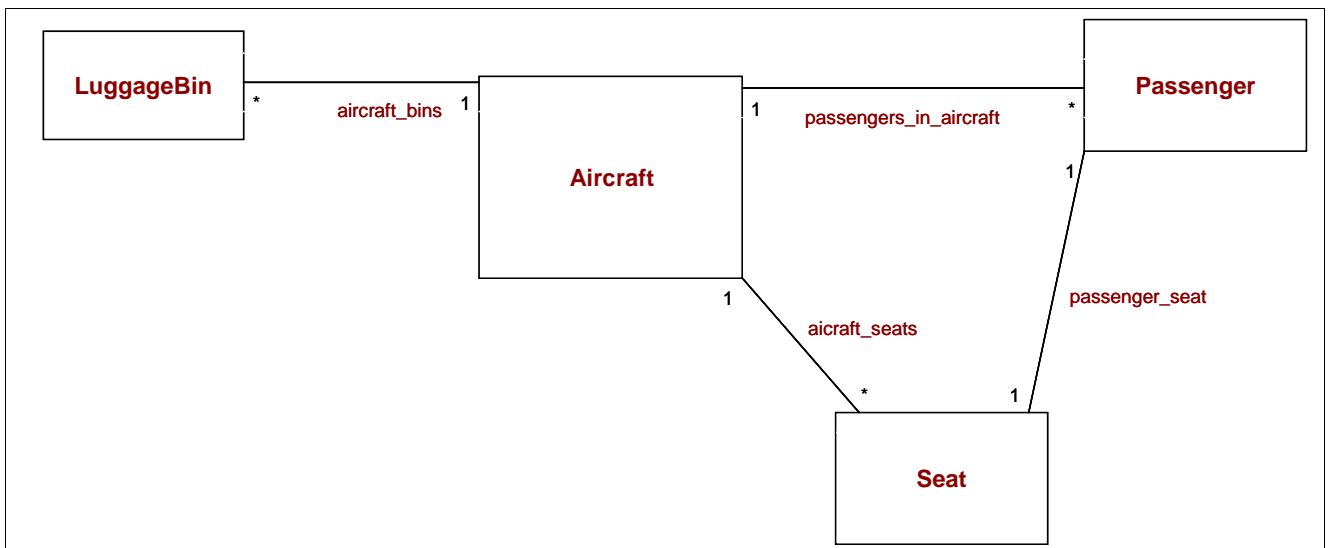 LuggageBin
*
aircraft_bins
1
Aircraft
1
passengers_in_aircraft
*
Passenger
1
passenger_seat
1
1
aicraft_seats
*
Seat